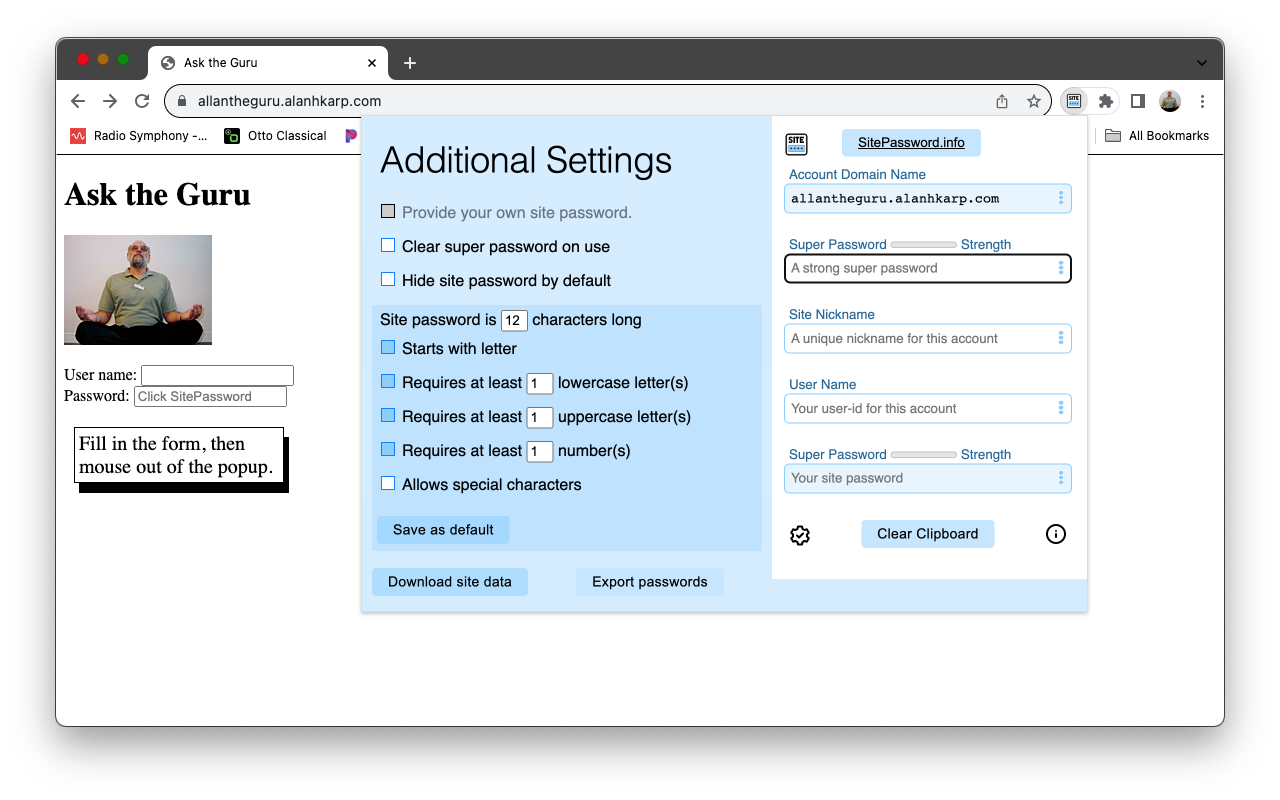 Ask the Guru
allantheguru.alanhkarp.com
Radio Symphony -...
Otto Classical
All Bookmarks
Ask the Guru
User name:
Password: Click SitePassword
Fill in the form, then
mouse out of the popup.
Additional Settings
Provide your own site password.
Clear super password on use
Hide site password by default
Site password is 12 characters long
Starts with letter
Requires at least 1 lowercase letter(s)
Requires at least 1 uppercase letter(s)
Requires at least 1 number(s)
Allows special characters
Save as default
Download site data
Export passwords
SITE
SITE
SitePassword.info
Account Domain Name
allantheguru.alanhkarp.com
Super Password
Strength
A strong super password
Site Nickname
A unique nickname for this account
User Name
Your user-id for this account
Super Password
Strength
Your site password
Clear Clipboard